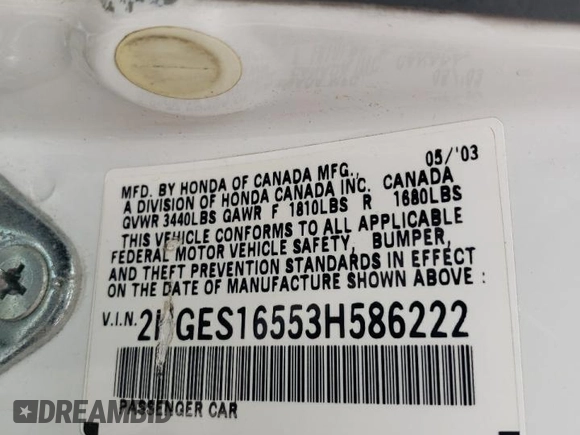 05/'03
MFD. BY HONDA OF CANADA MFG.,
A DIVISION OF HONDA CANADA INC. CANADA
GVWR 3440LBS GAWR F 1810LBS R 1680LBS
THIS VEHICLE CONFORMS TO ALL APPLICABLE
FEDERAL MOTOR VEHICLE SAFETY, BUMPER,
AND THEFT PREVENTION STANDARDS IN EFFECT
ON THE DATE OF MANUFACTURE SHOWN ABOVE :
V.I.N.
PASSENGER CAR
DREAMBID